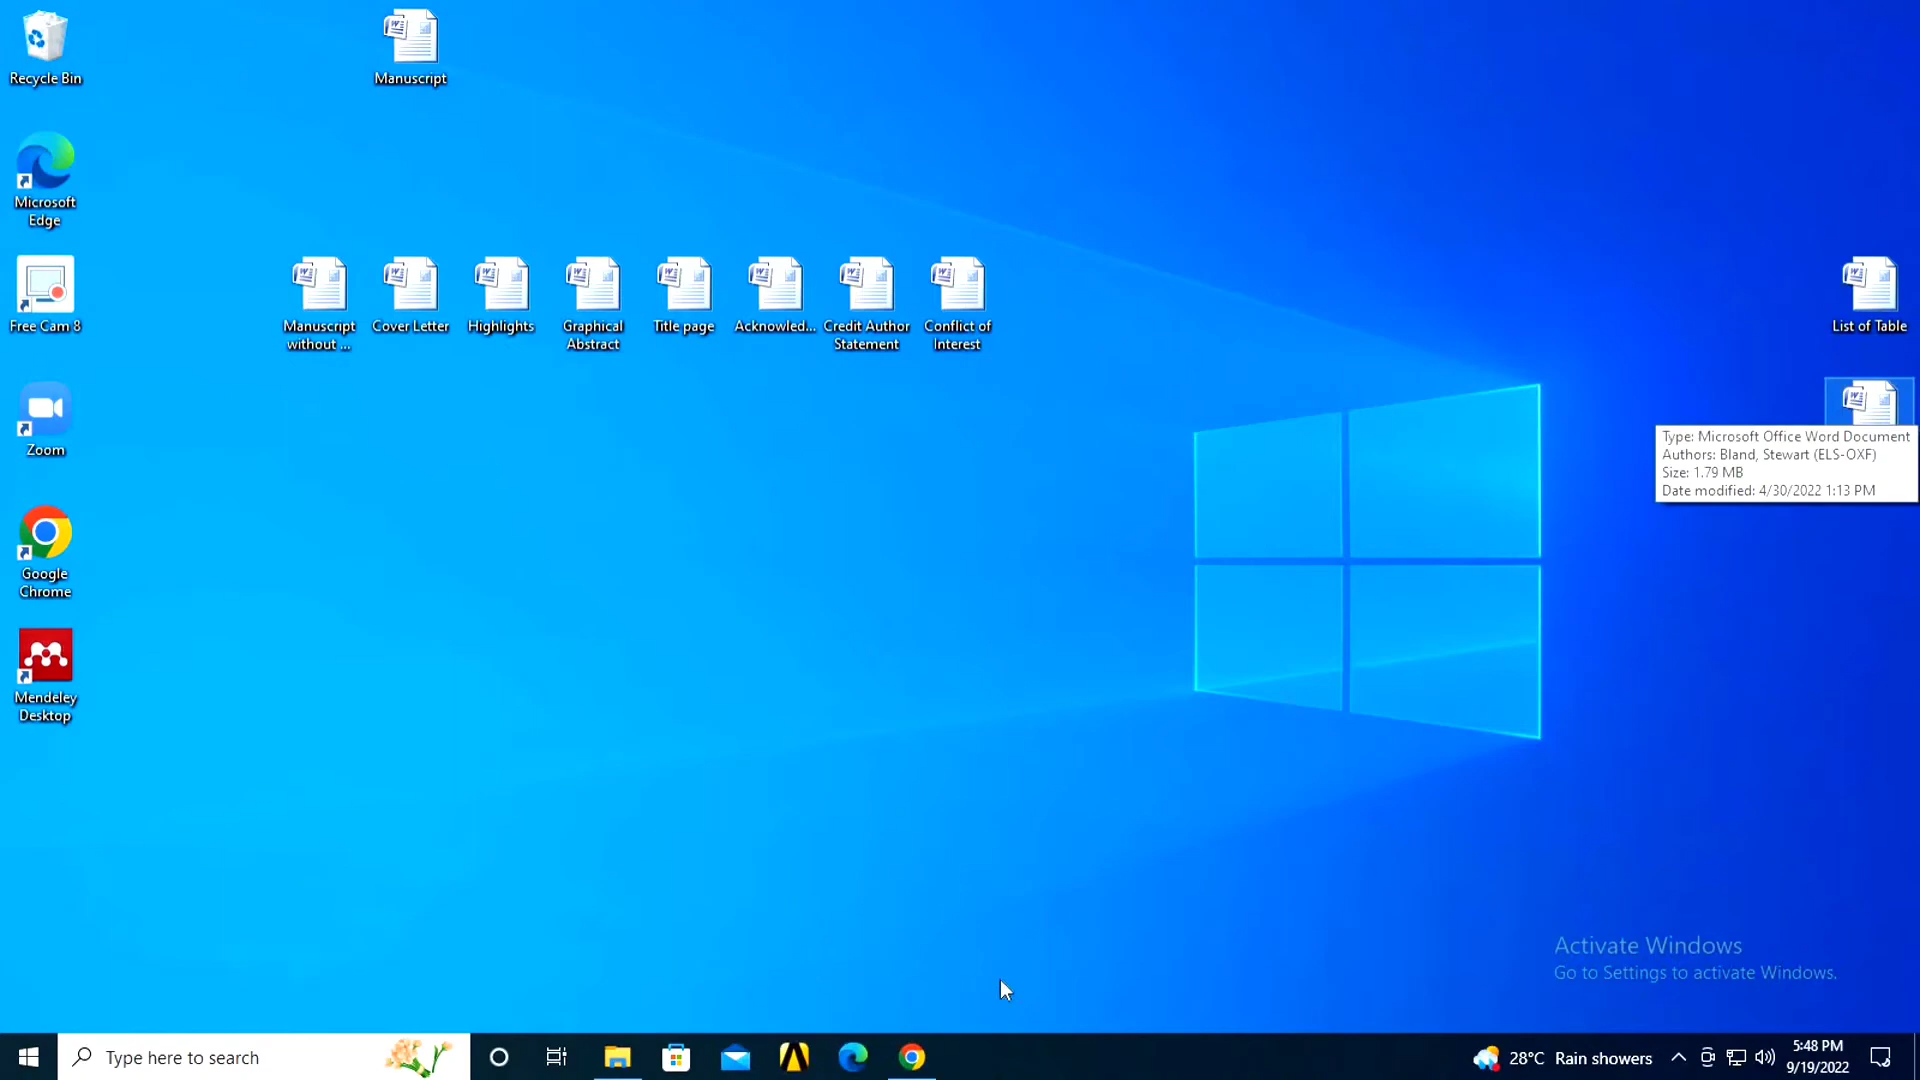 Recycle Bin
Manuscript
Microsoft
Edge
Free Cam 8
Manuscript
without ...
Cover Letter
Highlights
Graphical
Abstract
Title page
Acknowled...
Credit Author
Statement
Conflict of
Interest
List of Table
Zoom
Type: Microsoft Office Word Document
Authors: Bland, Stewart (ELS-OXF)
Size: 1.79 MB
Date modified: 4/30/2022 1:13 PM
Google
Chrome
Mendeley
Desktop
Activate Windows
Go to Settings to activate Windows.
Type here to search
28°C Rain showers
5:48 PM
9/19/2022